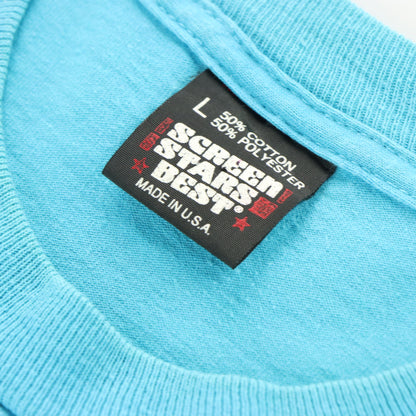 L
50% COTTON
50% POLYESTER
SCREEN
STARS
BEST®
MADE IN U.S.A.